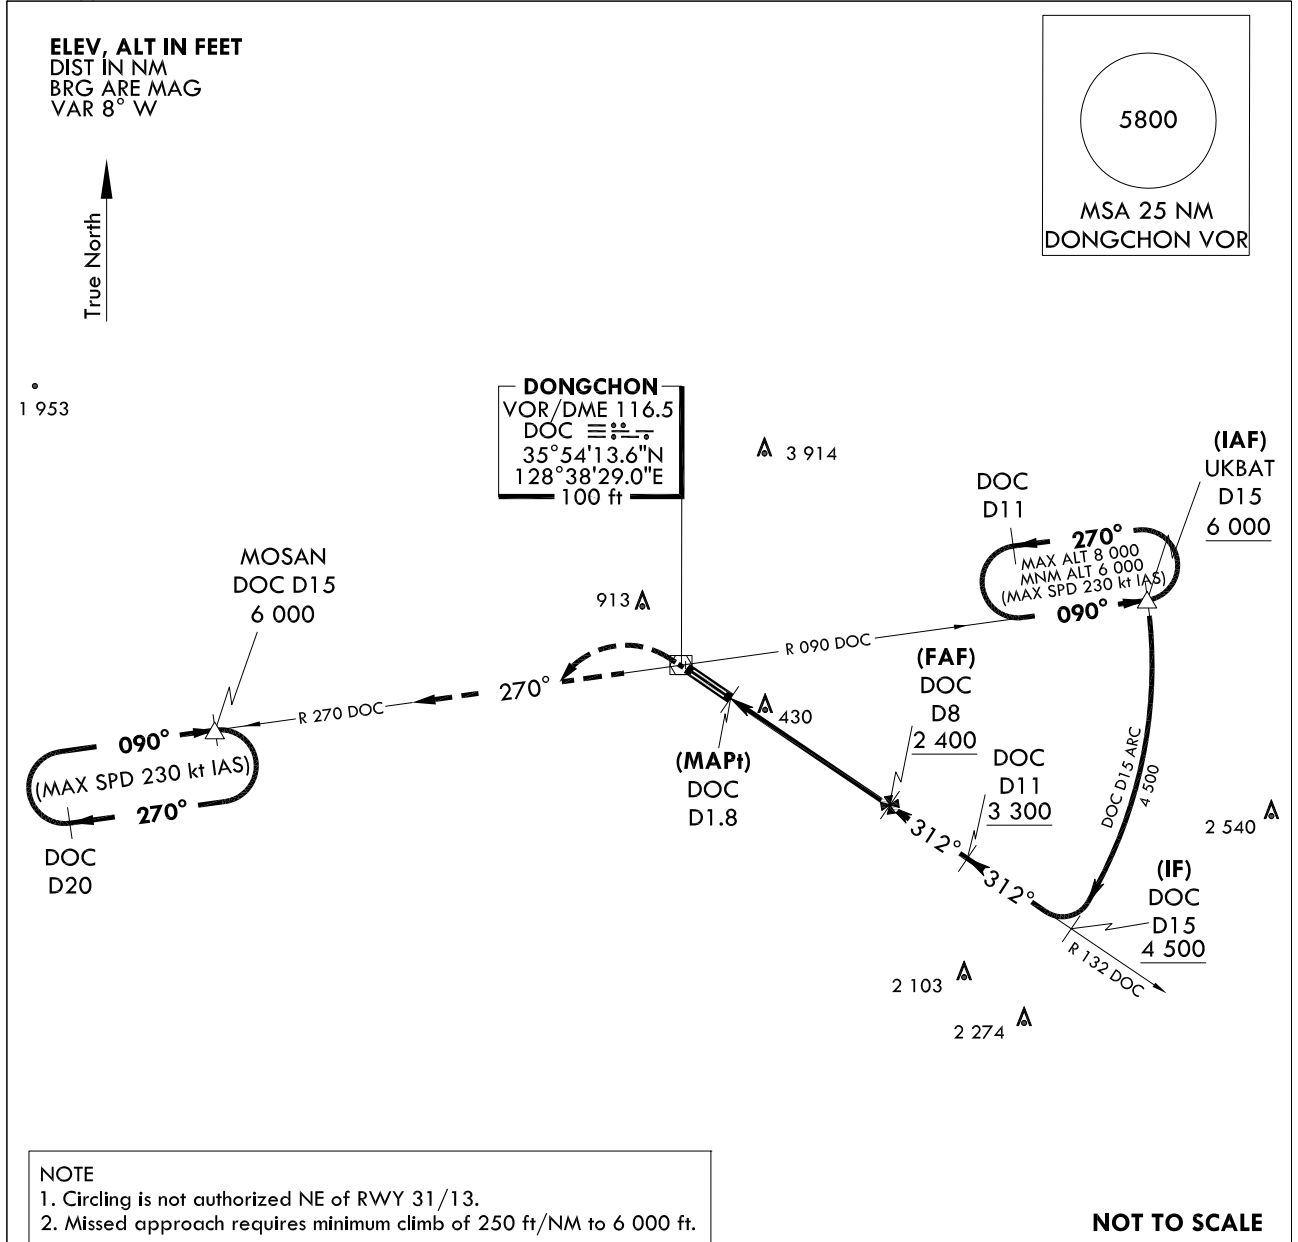 ELEV, ALT IN FEET
DIST IN NM
BRG ARE MAG
VAR 8° W
True North
5800
MSA 25 NM
DONGCHON VOR
1 953
DONGCHON
VOR/DME 116.5
DOC
35°54'13.6"N
128°38'29.0"E
100 ft
3 914
(IAF)
UKBAT
D15
6 000
DOC
D11
270°
MAX ALT 8 000
MNM ALT 6 000
(MAX SPD 230 kt IAS)
090°
MOSAN
DOC D15
6 000
913
R 090 DOC
270°
R 270 DOC
090°
(MAX SPD 230 kt IAS)
270°
DOC
D20
430
(MAPt)
DOC
D1.8
(FAF)
DOC
D8
2 400
DOC
D11
3 300
312°
312°
DOC D15 ARC
4 500
2 540
(IF)
DOC
D15
4 500
R 132 DOC
2 103
2 274
NOTE
1. Circling is not authorized NE of RWY 31/13.
2. Missed approach requires minimum climb of 250 ft/NM to 6 000 ft.
NOT TO SCALE